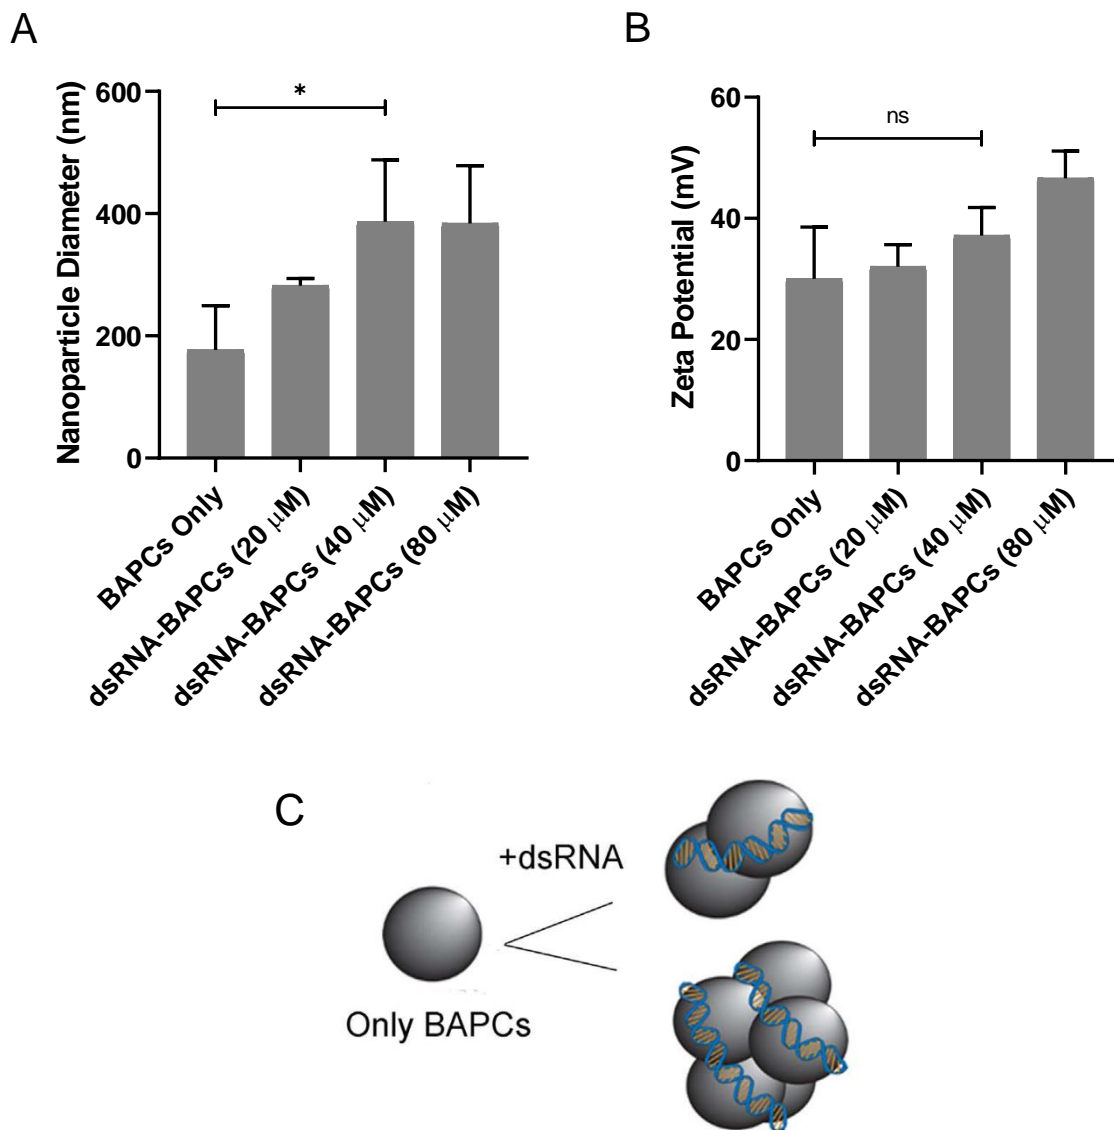 A
Nanoparticle Diameter (nm)
600
400
200
0
*
BAPCs Only
dsRNA-BAPCs (20 μM)
dsRNA-BAPCs (40 μM)
dsRNA-BAPCs (80 μM)
B
Zeta Potential (mV)
60
40
20
0
ns
BAPCs Only
dsRNA-BAPCs (20 μM)
dsRNA-BAPCs (40 μM)
dsRNA-BAPCs (80 μM)
C
+dsRNA
Only BAPCs